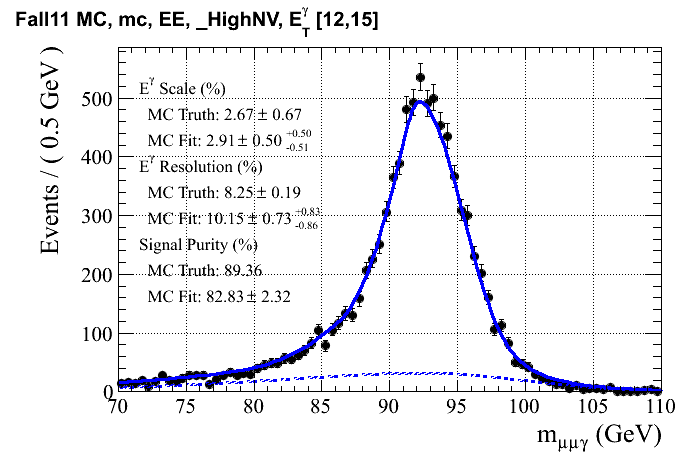 Fall11 MC, mc, EE, _HighNV, E_T^γ [12,15]
Events / ( 0.5 GeV )
500
400
300
200
100
0
E^γ Scale (%)
MC Truth: 2.67 ± 0.67
MC Fit: 2.91 ± 0.50 +0.50 -0.51
E^γ Resolution (%)
MC Truth: 8.25 ± 0.19
MC Fit: 10.15 ± 0.73 +0.83 -0.86
Signal Purity (%)
MC Truth: 89.36
MC Fit: 82.83 ± 2.32
70 75 80 85 90 95 100 105 110
m_μμγ (GeV)